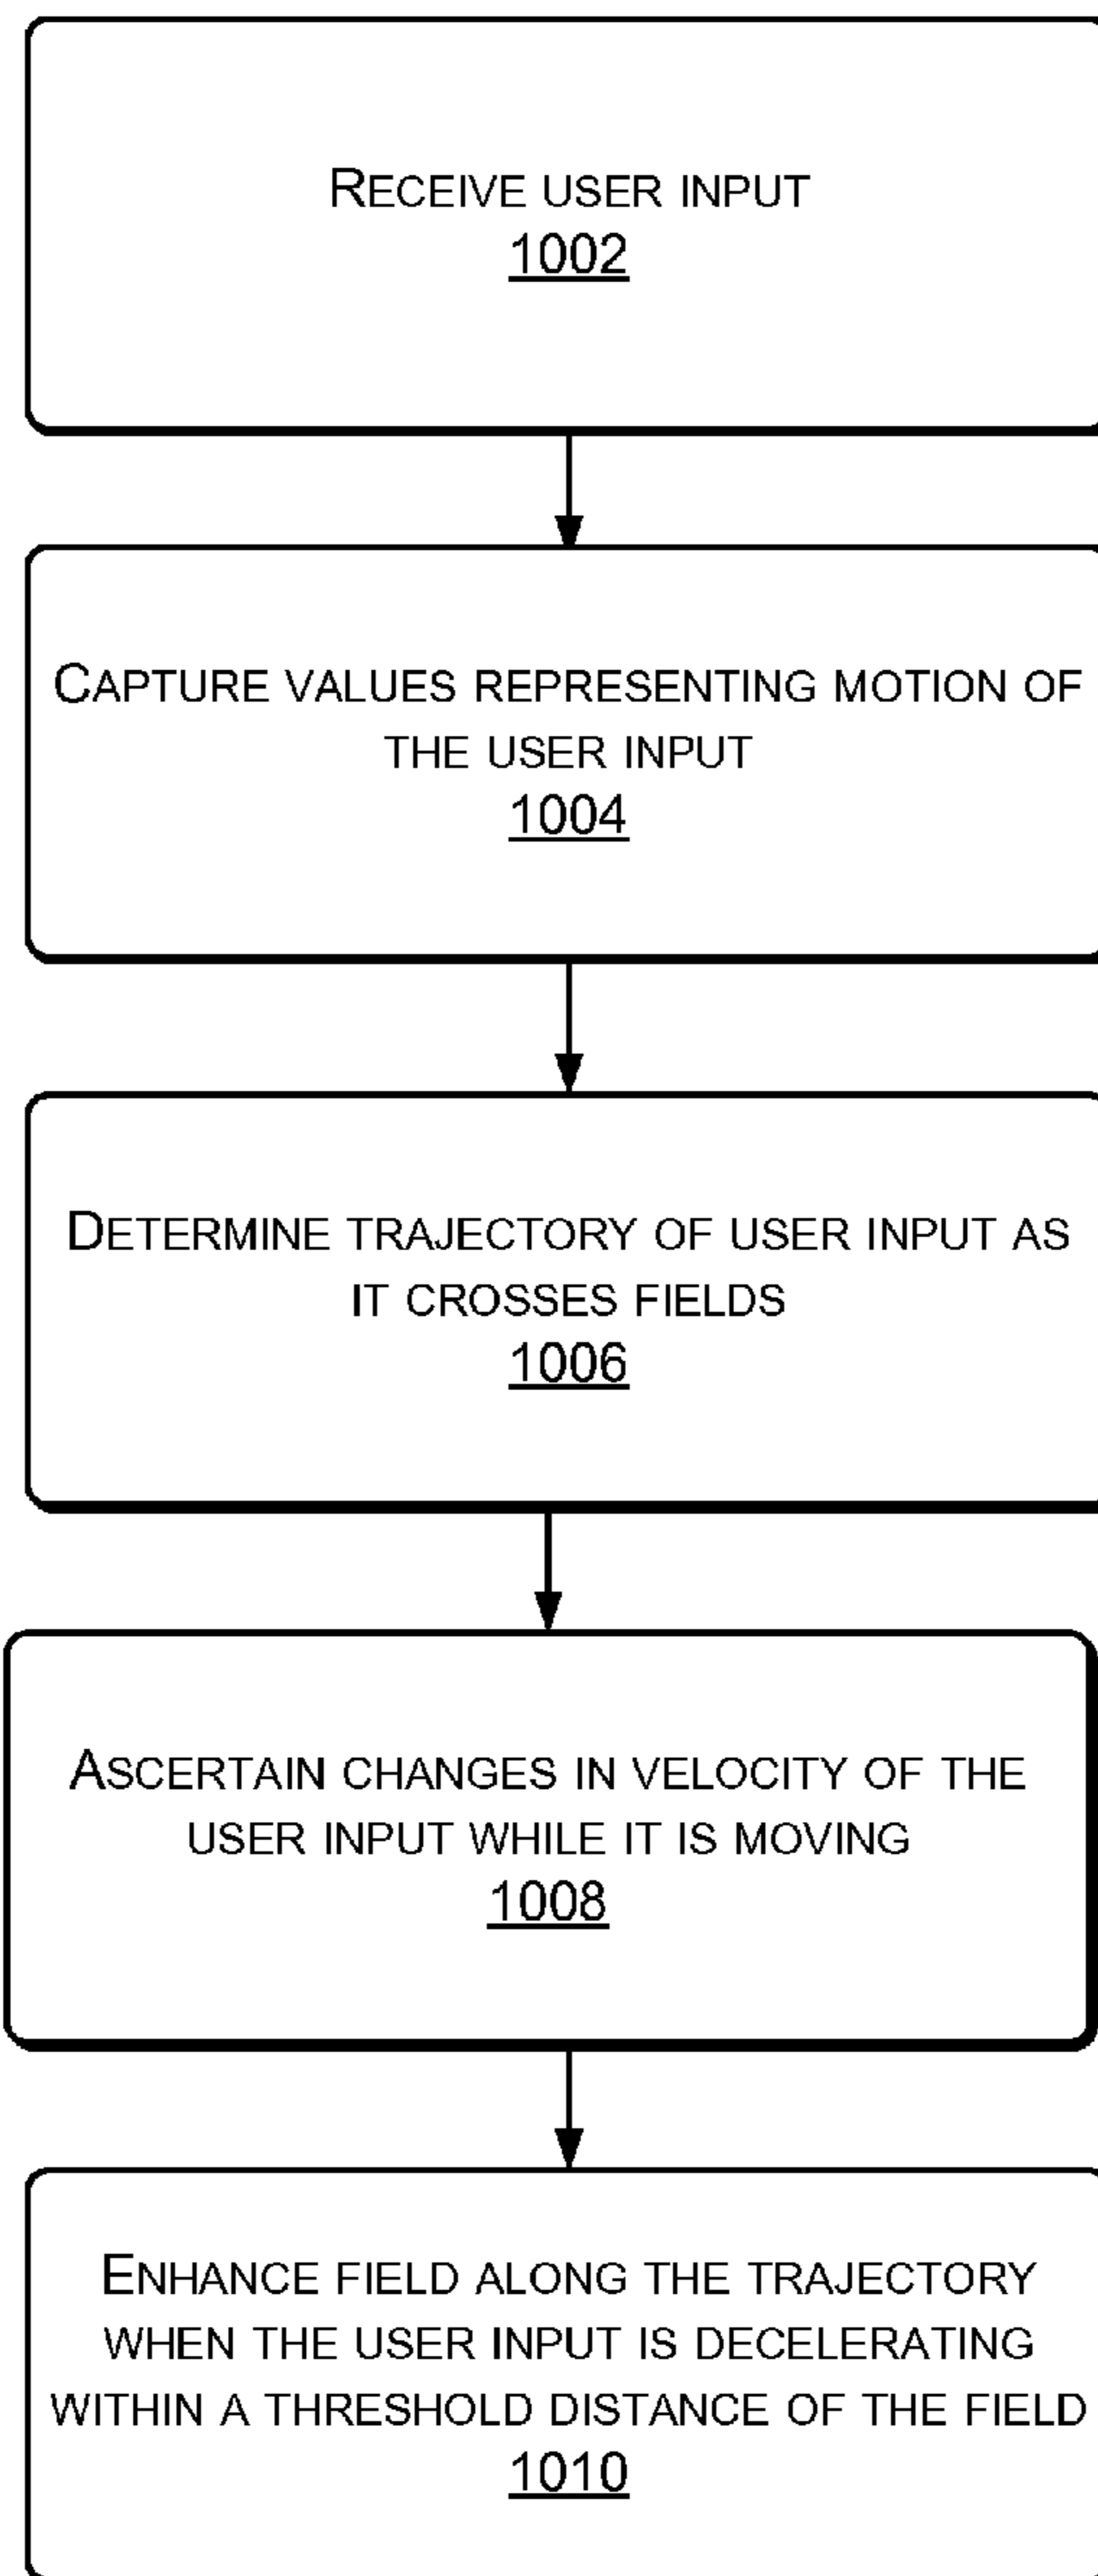 RECEIVE USER INPUT
1002
CAPTURE VALUES REPRESENTING MOTION OF
THE USER INPUT
1004
DETERMINE TRAJECTORY OF USER INPUT AS
IT CROSSES FIELDS
1006
ASCERTAIN CHANGES IN VELOCITY OF THE
USER INPUT WHILE IT IS MOVING
1008
ENHANCE FIELD ALONG THE TRAJECTORY
WHEN THE USER INPUT IS DECELERATING
WITHIN A THRESHOLD DISTANCE OF THE FIELD
1010